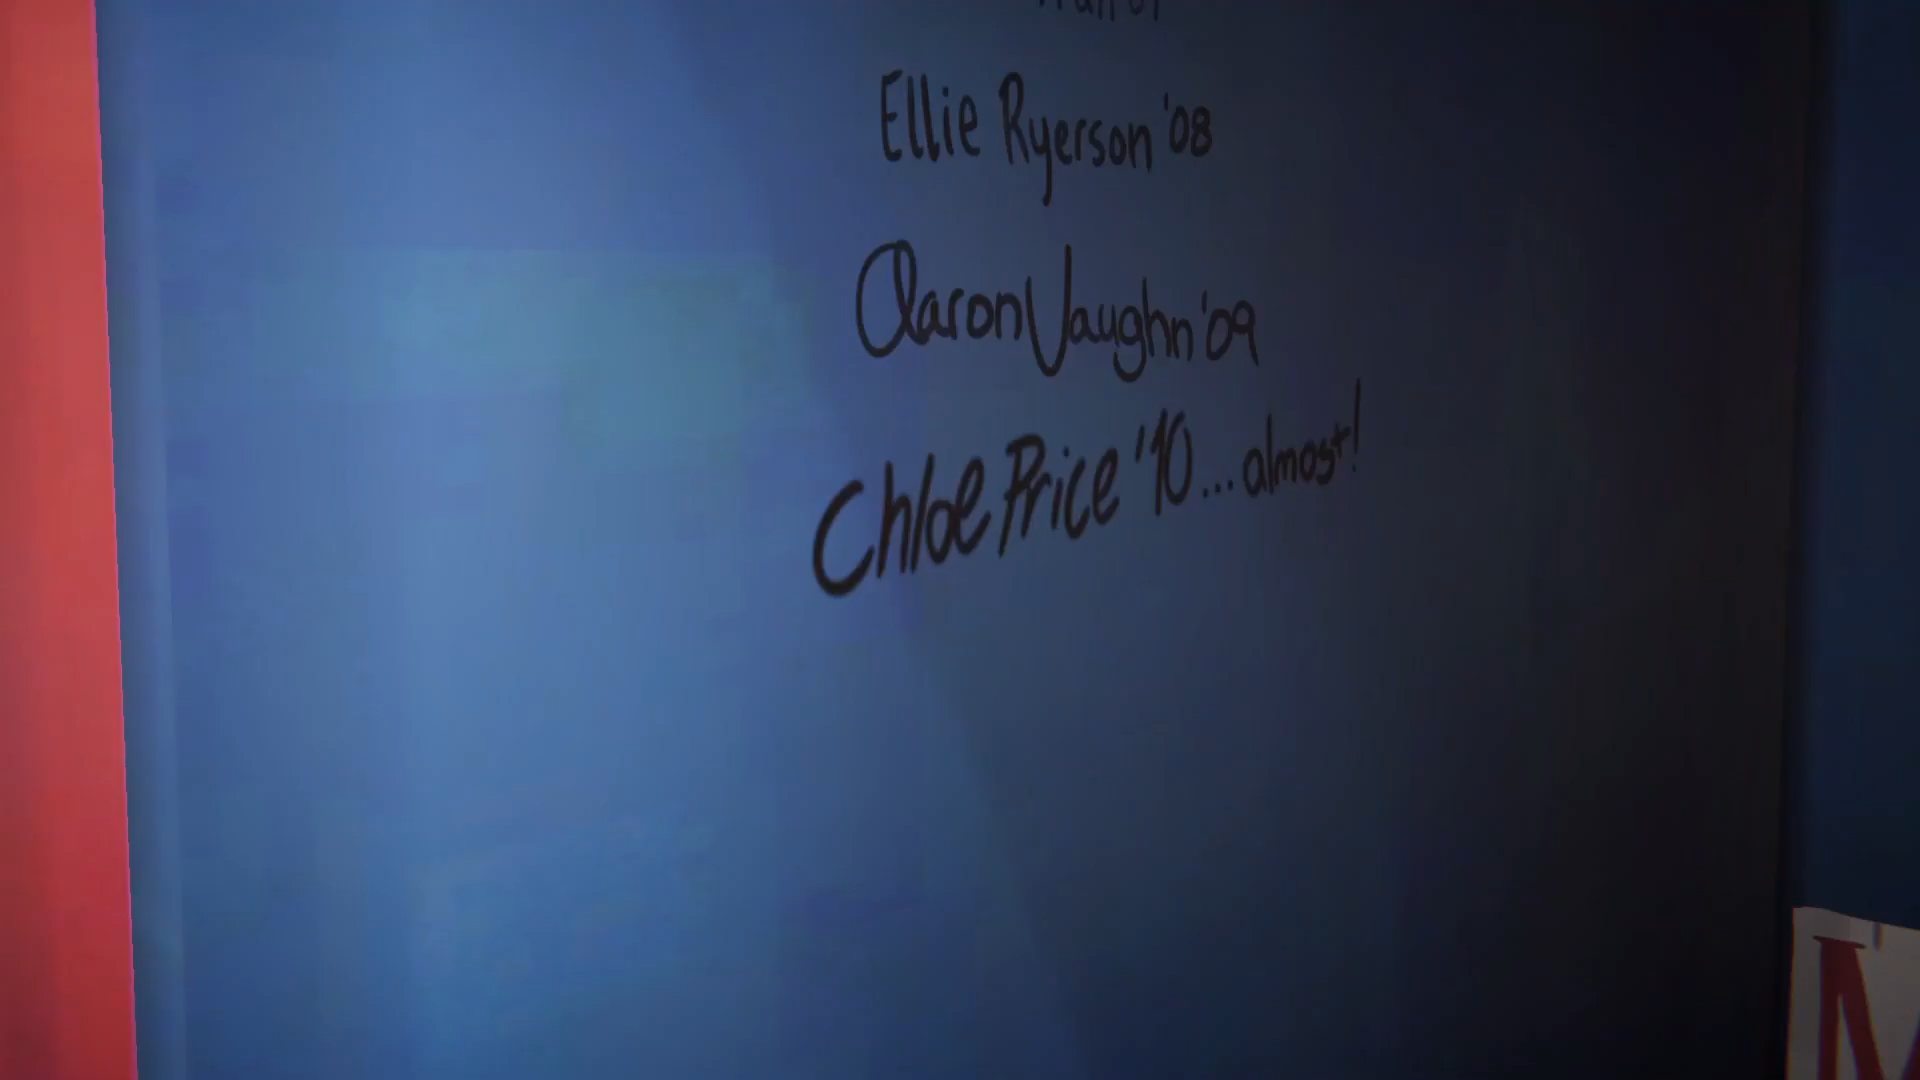 Ellie Ryerson '08
Aaron Vaughn '09
Chloe Price '10... almost!
M